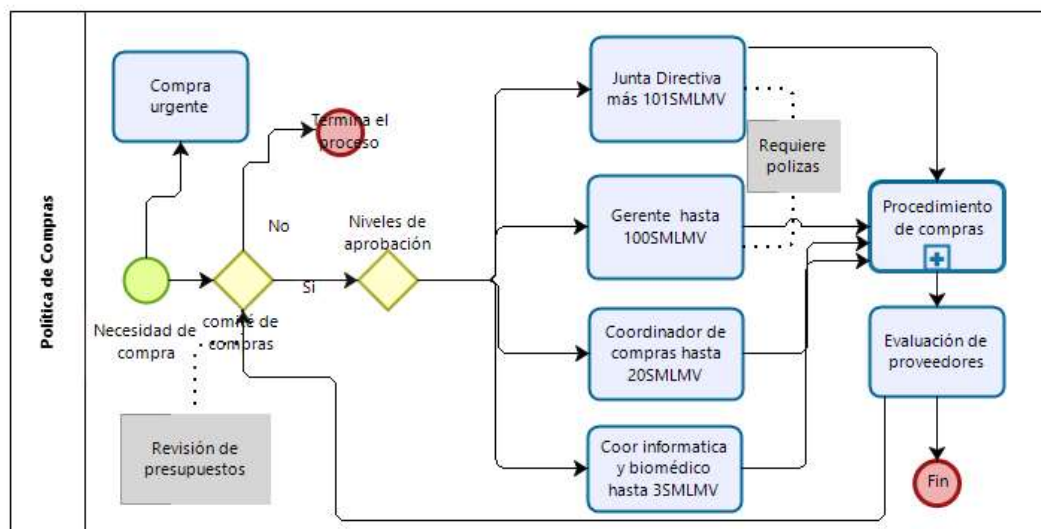 Política de Compras
Compra
urgente
Termina el
proceso
No
Si
Necesidad de
compra
comité de
compras
Revisión de
presupuestos
Niveles de
aprobación
Junta Directiva
más 101SMLMV
Requiere
polizas
Gerente hasta
100SMLMV
Coordinador de
compras hasta
20SMLMV
Coor informatica
y biomédico
hasta 3SMLMV
Procedimiento
de compras
Evaluación de
proveedores
Fin